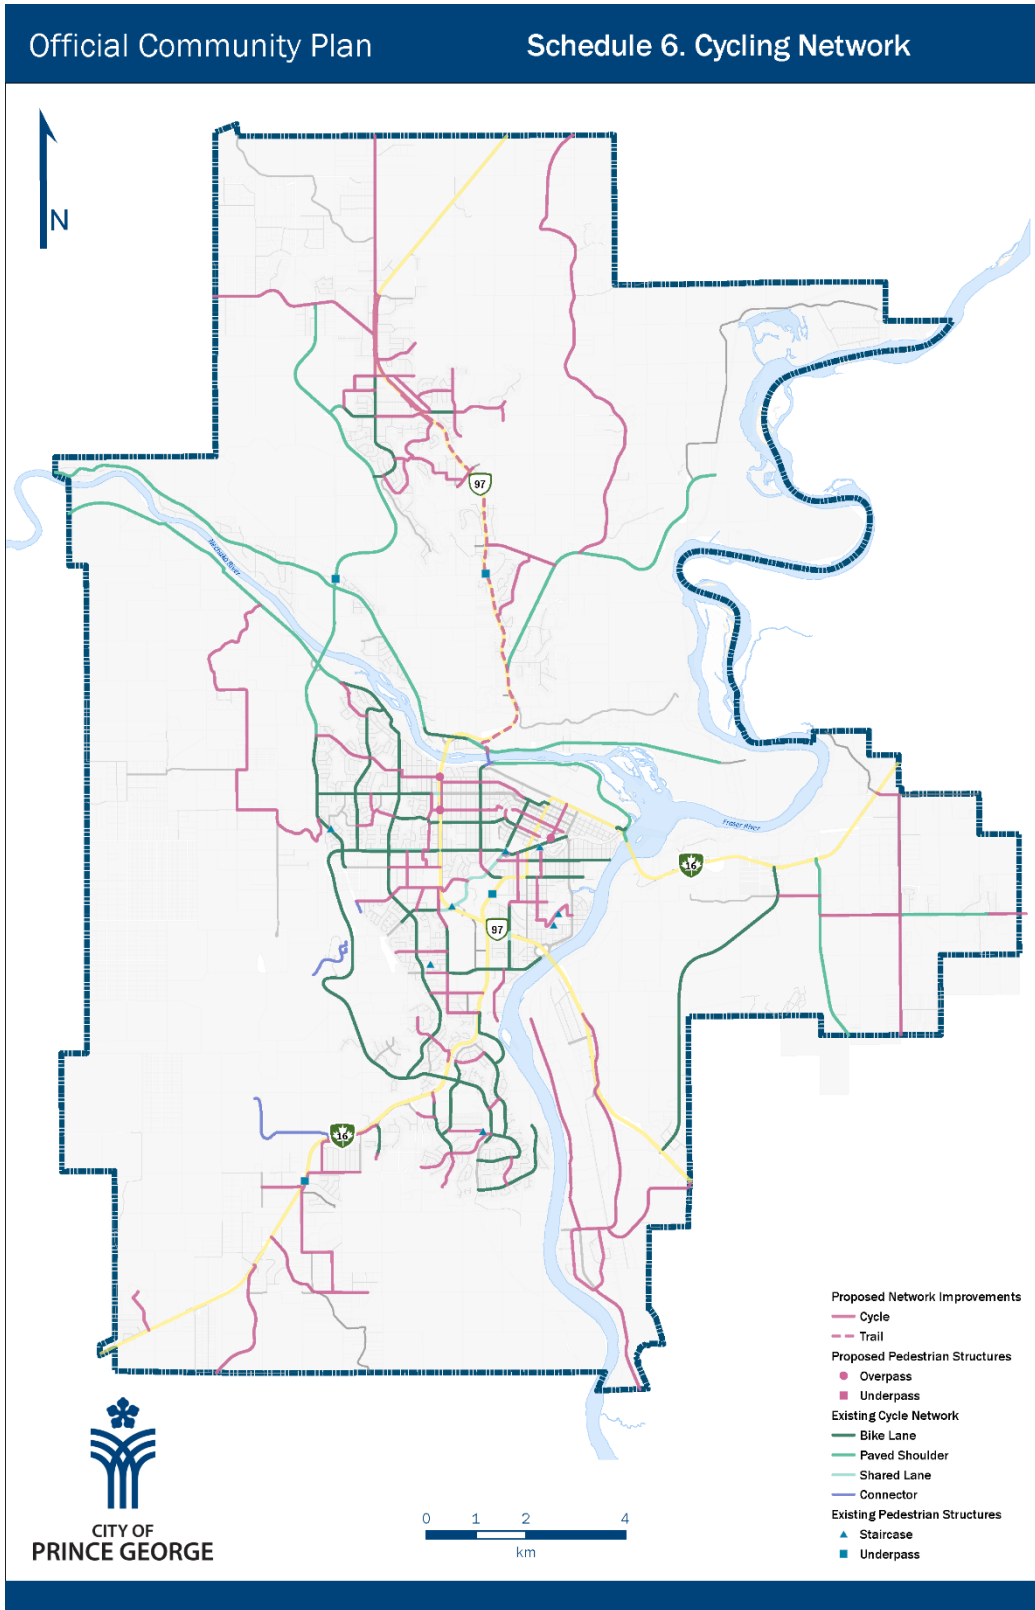 Official Community Plan
Schedule 6. Cycling Network
N
97
Nechako River
Fraser River
16
97
16
Proposed Network Improvements
Cycle
Trail
Proposed Pedestrian Structures
Overpass
Underpass
Existing Cycle Network
Bike Lane
Paved Shoulder
Shared Lane
Connector
Existing Pedestrian Structures
Staircase
Underpass
0 1 2 4
km
CITY OF
PRINCE GEORGE